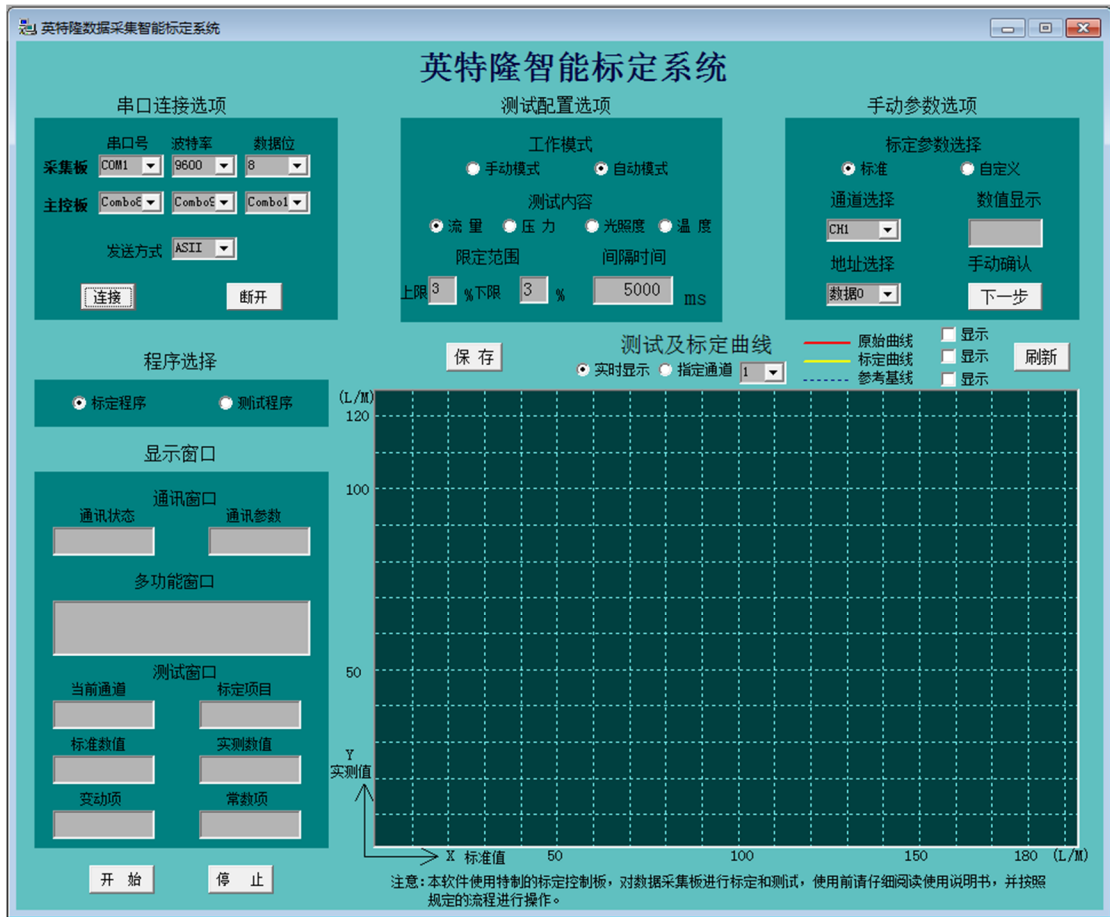 英特隆数据采集智能标定系统
英特隆智能标定系统
串口连接选项
串口号 波特率 数据位
采集板 COM1 9600 8
主控板 Combo8 Combo9 Combo1
发送方式 ASII
连接 断开
测试配置选项
工作模式
手动模式 自动模式
测试内容
流 量 压 力 光照度 温 度
限定范围 间隔时间
上限 3 % 下限 3 % 5000 ms
手动参数选项
标定参数选择
标准 自定义
通道选择 数值显示
CH1
地址选择 手动确认
数据0 下一步
程序选择
标定程序 测试程序
保 存
测试及标定曲线
实时显示 指定通道 1
原始曲线 显示
标定曲线 显示
参考基线 显示
刷新
显示窗口
通讯窗口
通讯状态 通讯参数
多功能窗口
测试窗口
当前通道 标定项目
标准数值 实测数值
变动项 常数项
开 始 停 止
(L/M)
120
100
50
Y
实测值
X 标准值 50 100 150 180 (L/M)
注意:本软件使用特制的标定控制板，对数据采集板进行标定和测试，使用前请仔细阅读使用说明书，并按照
规定的流程进行操作。